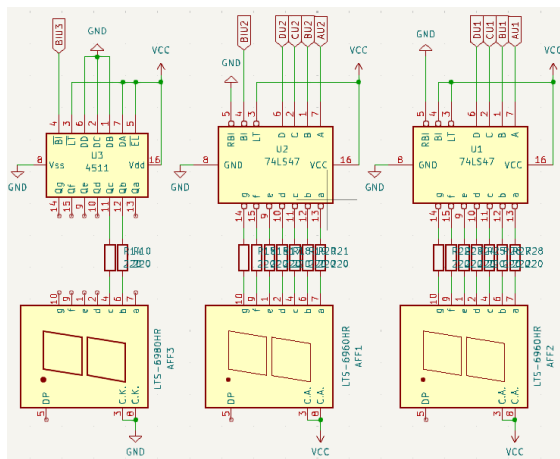 BIU3
GND
VCC
4 3 6 2 1 7 5
BI LT DD DC DB DA EL
8 Vss U3 4511 Vdd 16
GND
Qg Qf Qe Qd Qc Qb Qa
14 15 9 10 11 12 13
220
10 9 1 2 4 6 7
g f e d c b a
LTS-6980HR
AFF3
DP
C.K.
C.K.
5 3 8
GND
BIU2
DU2
CU2
BU2
AU2
GND
VCC
5 4 3 6 2 1 7
RBI BI LT D C B A
U2
74LS47
8 GND VCC 16
GND
g f e d c b a
14 15 9 10 11 12 13
R21
220
10 9 1 2 4 6 7
g f e d c b a
LTS-6960HR
AFF1
DP
C.A.
C.A.
5 3 8
VCC
DU1
CU1
BU1
AU1
GND
VCC
5 4 3 6 2 1 7
RBI BI LT D C B A
U1
74LS47
8 GND VCC 16
GND
g f e d c b a
14 15 9 10 11 12 13
R28
220
10 9 1 2 4 6 7
g f e d c b a
LTS-6960HR
AFF2
DP
C.A.
C.A.
5 3 8
VCC